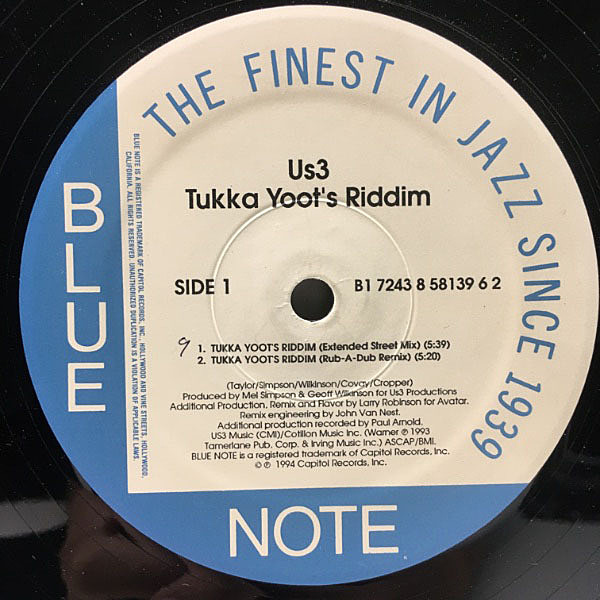 THE FINEST IN JAZZ SINCE 1939
BLUE
NOTE
BLUE NOTE IS A REGISTERED TRADEMARK OF CAPITOL RECORDS, INC. HOLLYWOOD AND VINE STREETS, HOLLYWOOD,
CALIFORNIA. ALL RIGHTS RESERVED. UNAUTHORIZED DUPLICATION IS A VIOLATION OF APPLICABLE LAWS.
Us3
Tukka Yoot's Riddim
SIDE 1
B1 7243 8 58139 6 2
9
1. TUKKA YOOT'S RIDDIM (Extended Street Mix) (5:39)
2. TUKKA YOOT'S RIDDIM (Rub-A-Dub Remix) (5:20)
(Taylor/Simpson/Wilkinson/Covay/Cropper)
Produced by Mel Simpson & Geoff Wilkinson for Us3 Productions
Additional Production, Remix and Flavor by Larry Robinson for Avatar.
Remix engineering by John Van Nest.
Additional production recorded by Paul Arnold.
US3 Music (CMI)/Cotillon Music Inc. (Warner ℗ 1993
Tamerlane Pub. Corp. & Irving Music Inc.) ASCAP/BMI.
BLUE NOTE is a registered trademark of Capitol Records, Inc.
© ℗ 1994 Capitol Records, Inc.